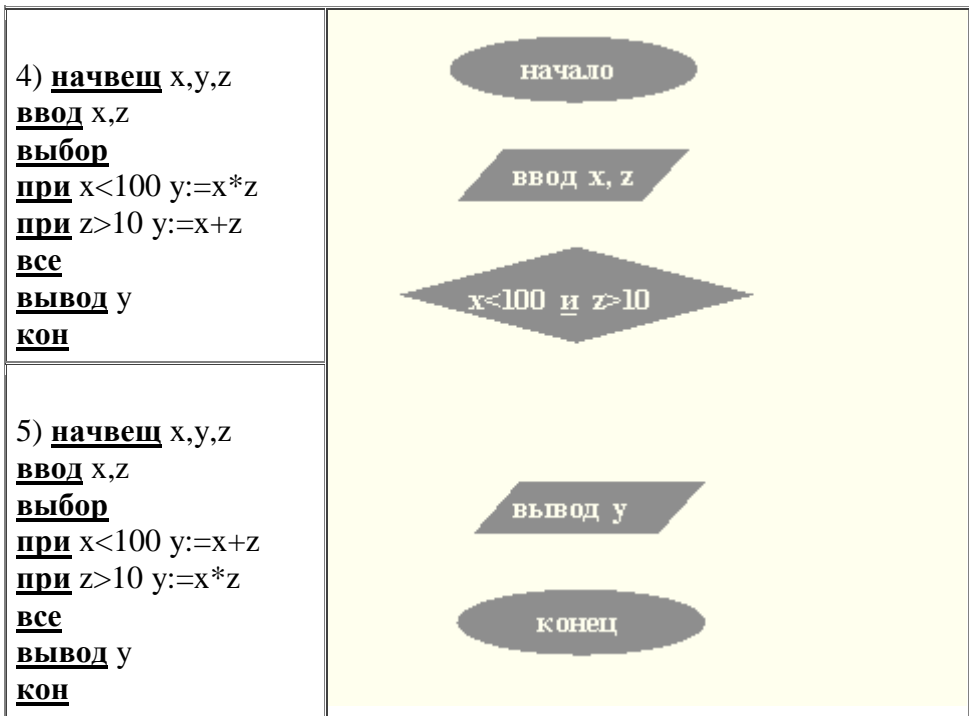 4) начвещ x,y,z
ввод x,z
выбор
при x<100 y:=x*z
при z>10 y:=x+z
все
вывод y
кон
5) начвещ x,y,z
ввод x,z
выбор
при x<100 y:=x+z
при z>10 y:=x*z
все
вывод y
кон
начало
ввод x, z
x<100 и z>10
вывод y
конец